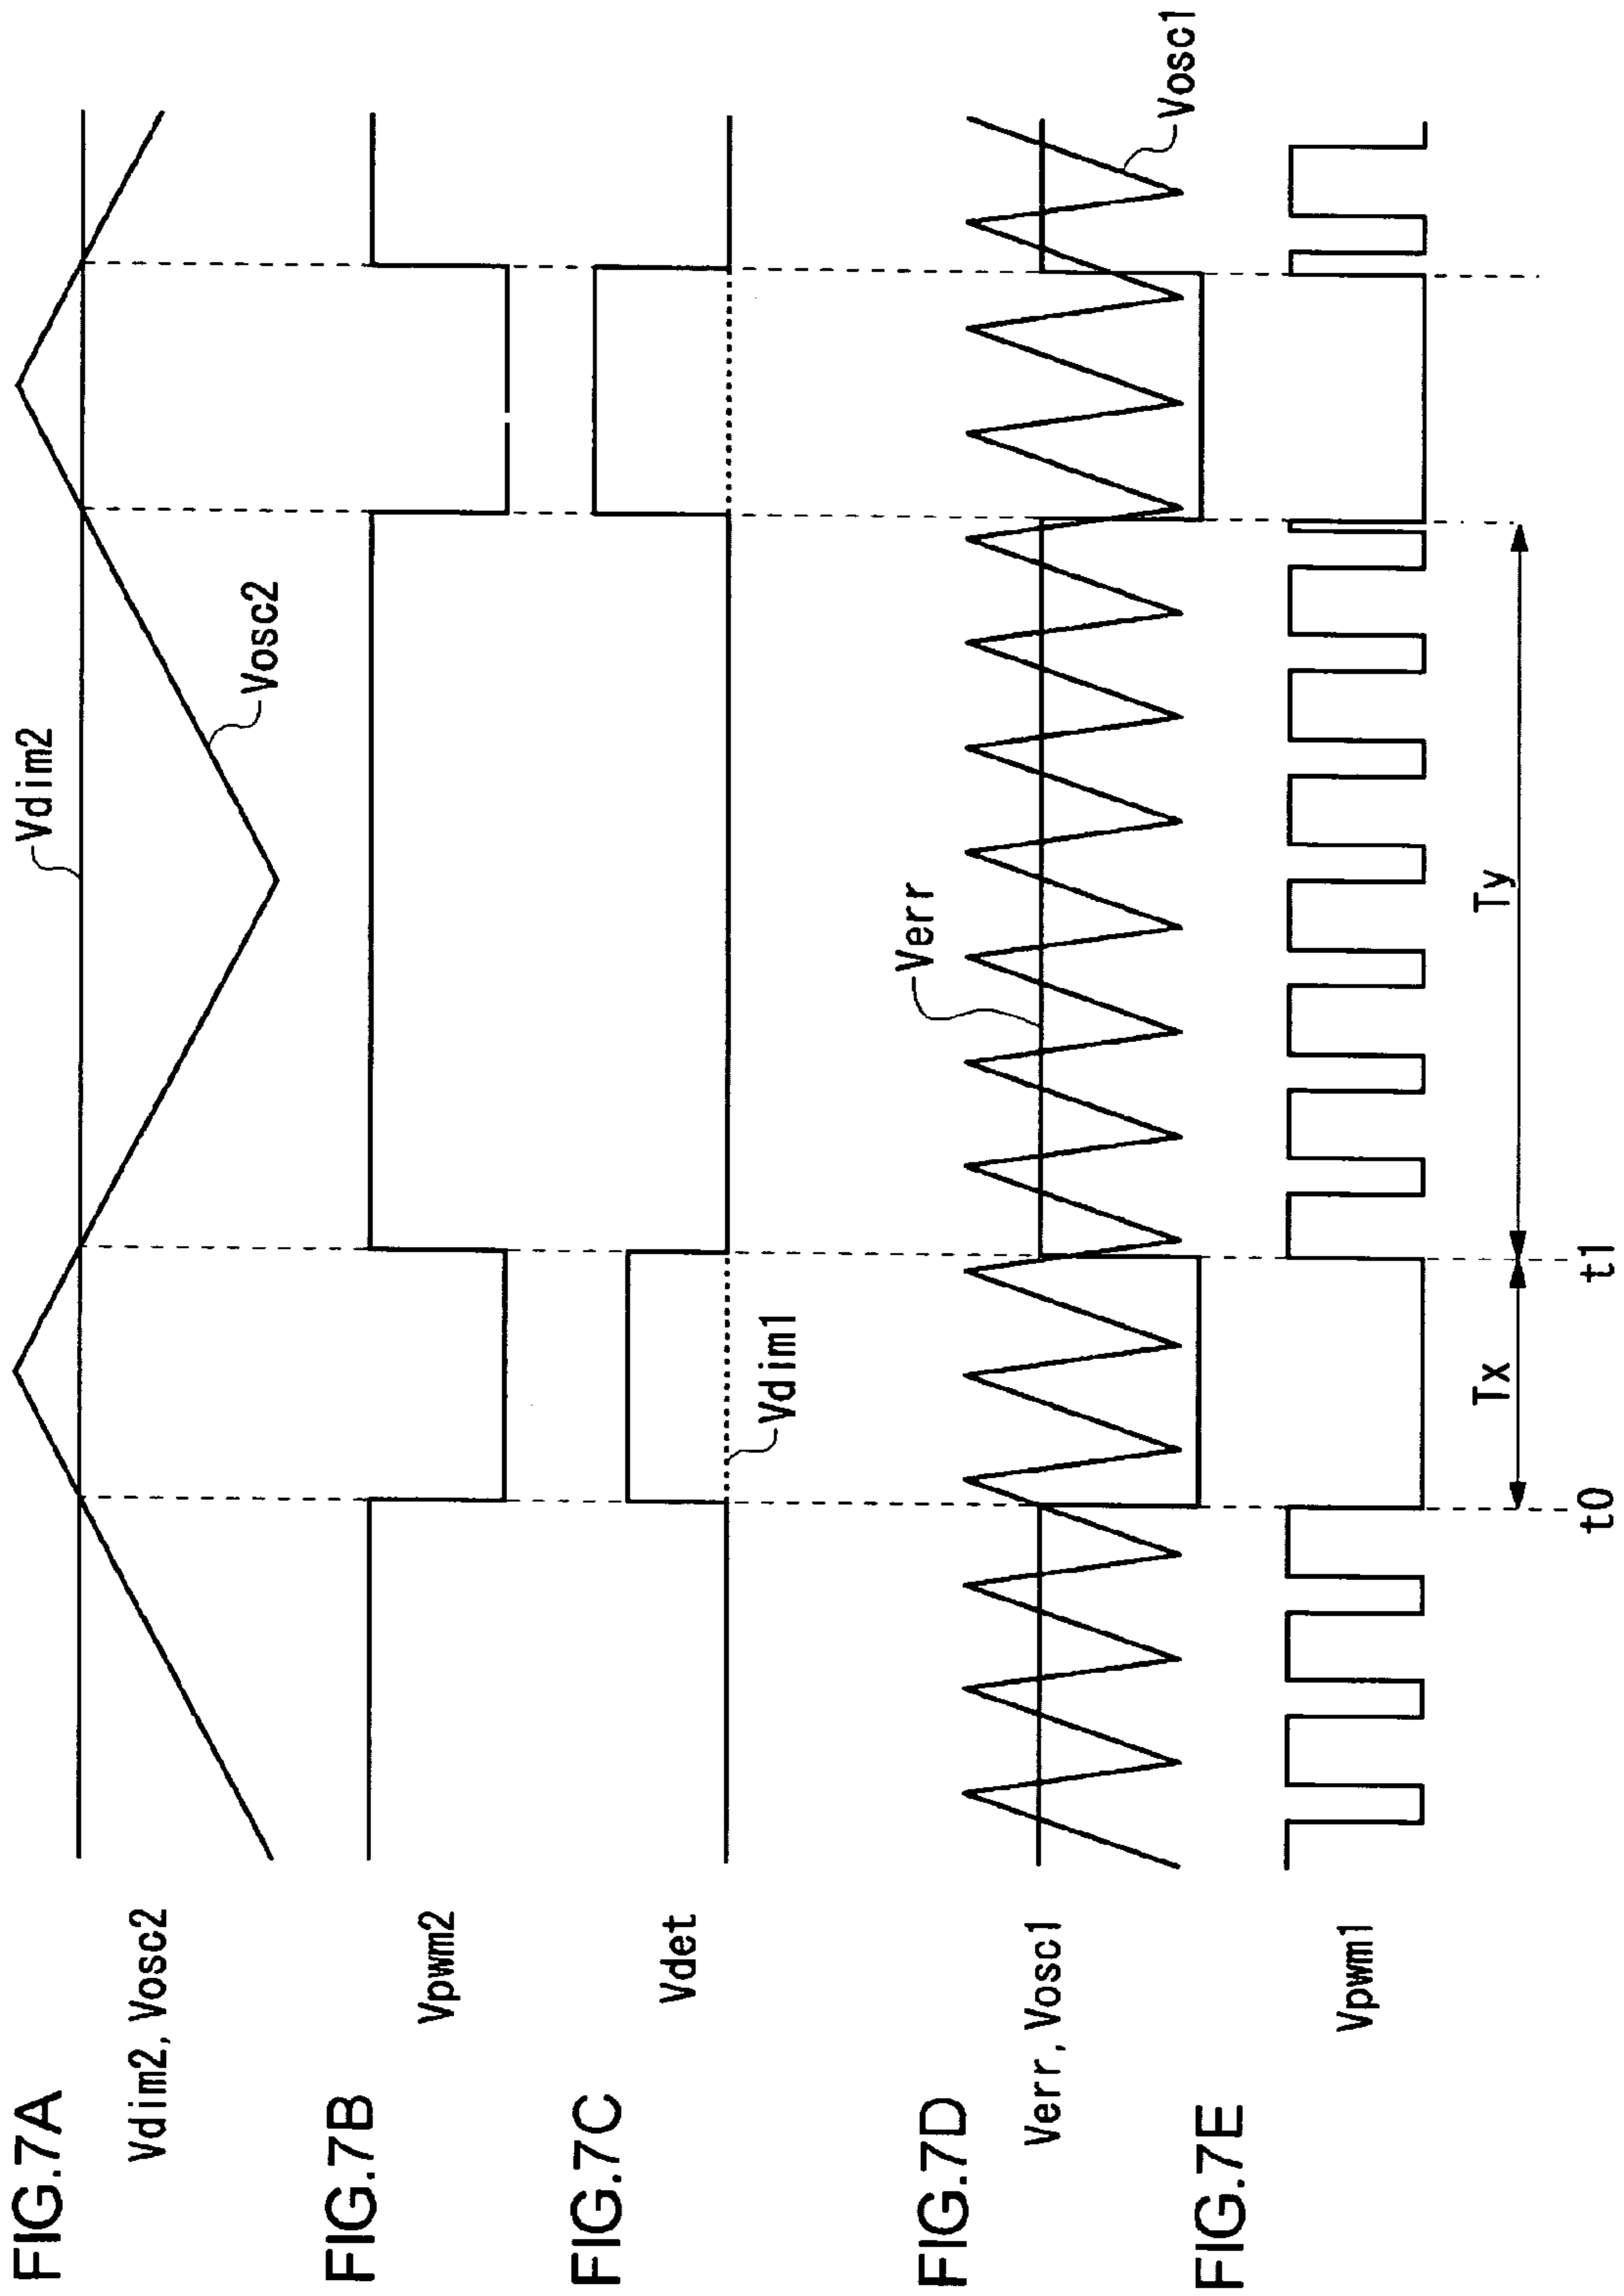 FIG.7A
Vdim2, Vosc2
Vdim2
Vosc2
FIG.7B
Vpwm2
FIG.7C
Vdet
Vdim1
FIG.7D
Verr, Vosc1
Verr
Vosc1
FIG.7E
Vpwm1
Tx
Ty
t0
t1